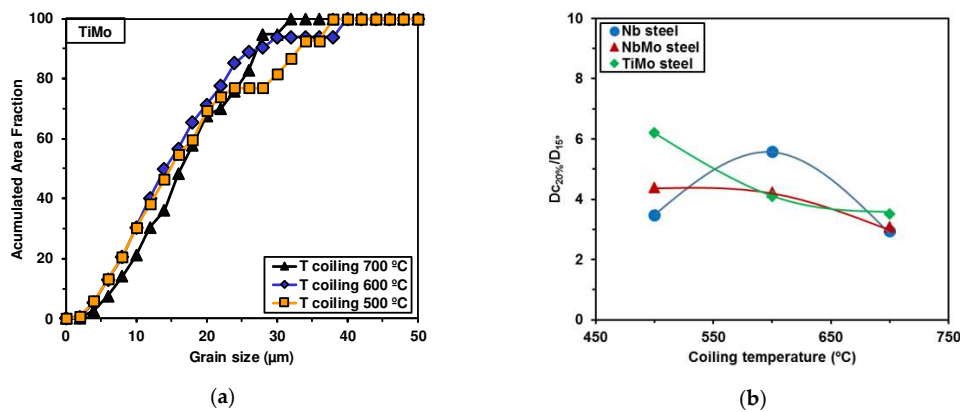 TiMo
Acumulated Area Fraction
100
80
60
40
20
0
0 10 20 30 40 50
Grain size (µm)
T coiling 700 ºC
T coiling 600 ºC
T coiling 500 ºC
(a)
Dc20%/D15º
10
8
6
4
2
0
450 550 650 750
Coiling temperature (ºC)
Nb steel
NbMo steel
TiMo steel
(b)